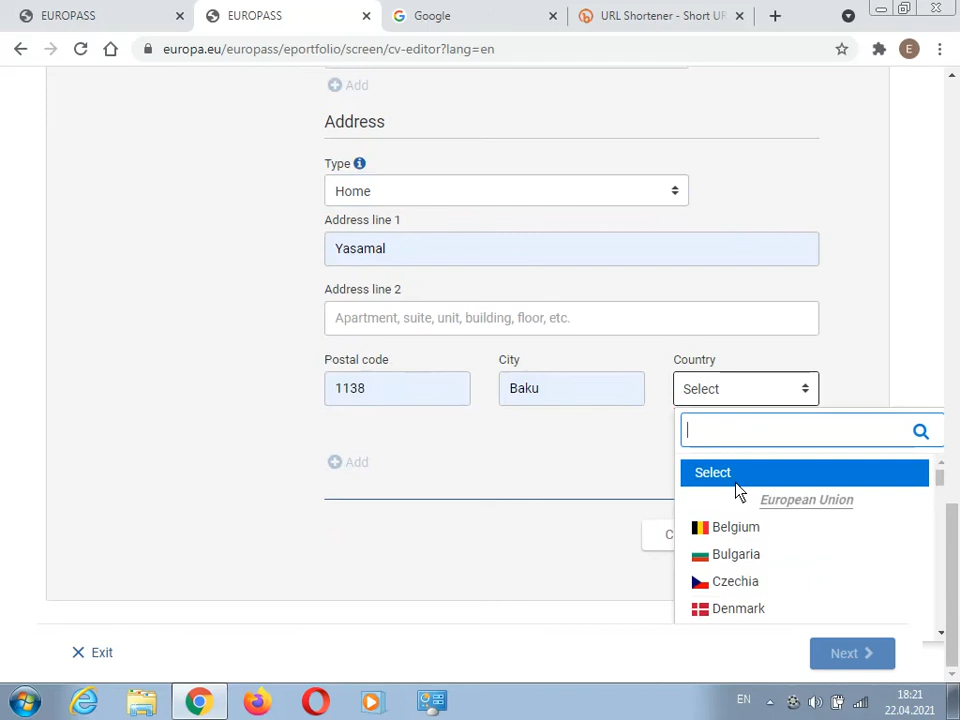 EUROPASS
EUROPASS
Google
URL Shortener - Short UR
europa.eu/europass/eportfolio/screen/cv-editor?lang=en
E
Add
Address
Type
Home
Address line 1
Yasamal
Address line 2
Apartment, suite, unit, building, floor, etc.
Postal code
City
Country
1138
Baku
Select
Select
European Union
Belgium
Bulgaria
Czechia
Denmark
Add
C
Exit
Next
EN
18:21
22.04.2021